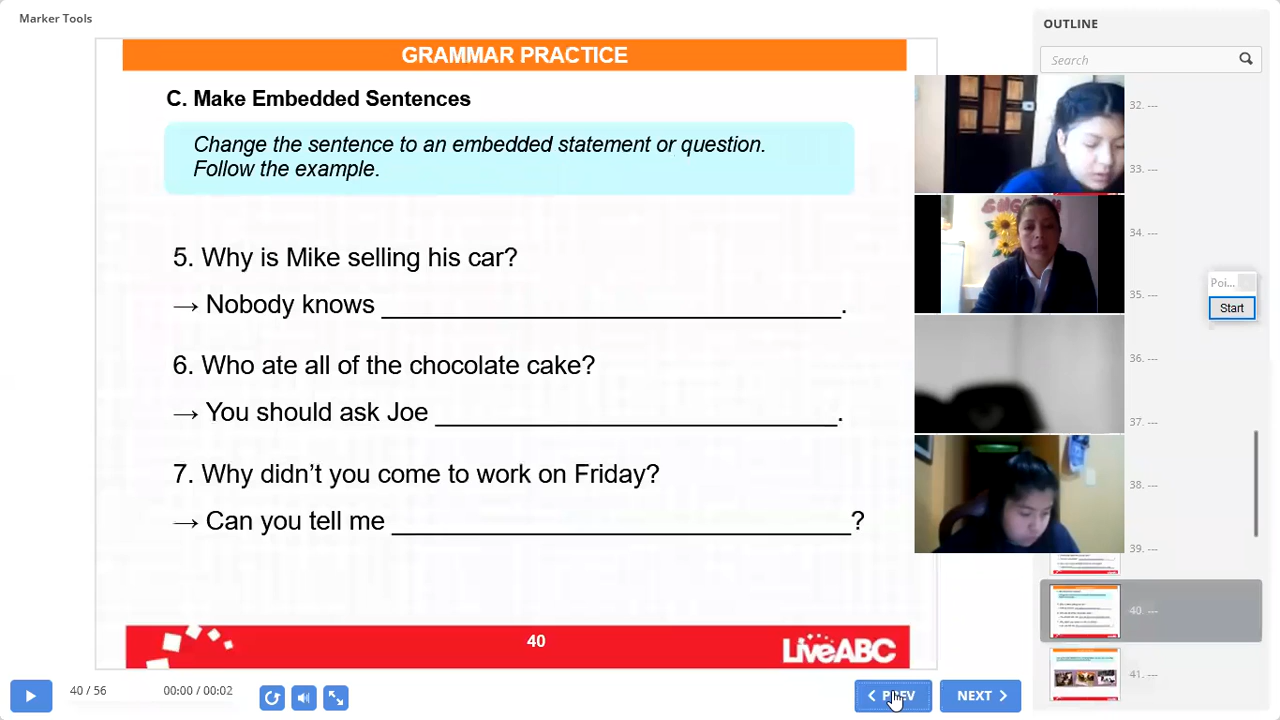 Marker Tools
GRAMMAR PRACTICE
C. Make Embedded Sentences
Change the sentence to an embedded statement or question.
Follow the example.
5. Why is Mike selling his car?
→ Nobody knows ______________________________.
6. Who ate all of the chocolate cake?
→ You should ask Joe ___________________________.
7. Why didn’t you come to work on Friday?
→ Can you tell me ______________________________?
40
LiveABC
40 / 56
00:00 / 00:02
PREV
NEXT
OUTLINE
Search
32. ---
33. ---
34. ---
35. ---
36. ---
37. ---
38. ---
39. ---
40. ---
41. ---
Poi...
Start